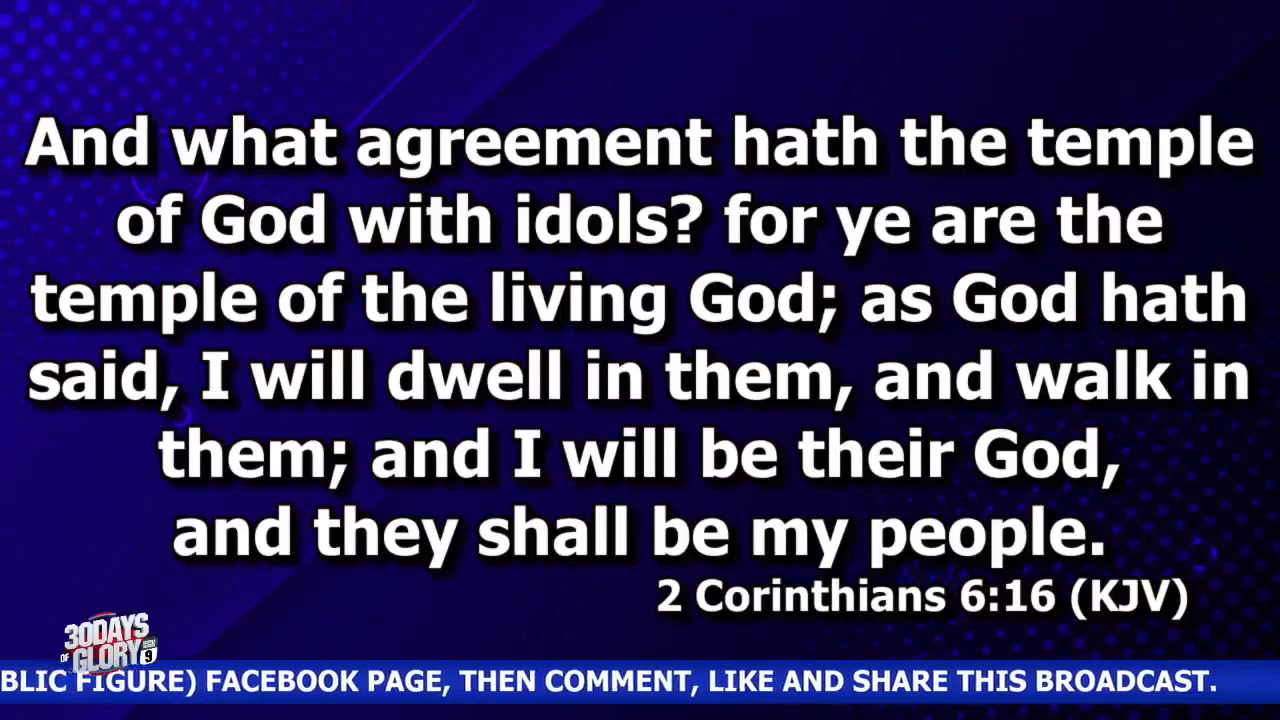 And what agreement hath the temple
of God with idols? for ye are the
temple of the living God; as God hath
said, I will dwell in them, and walk in
them; and I will be their God,
and they shall be my people.
2 Corinthians 6:16 (KJV)
30DAYS
OF GLORY
9
BLIC FIGURE) FACEBOOK PAGE, THEN COMMENT, LIKE AND SHARE THIS BROADCAST.